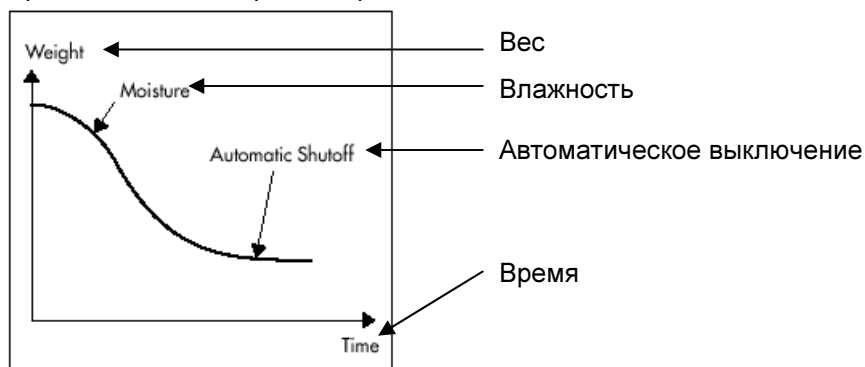 Weight
Вес
Moisture
Влажность
Automatic Shutoff
Автоматическое выключение
Время
Time